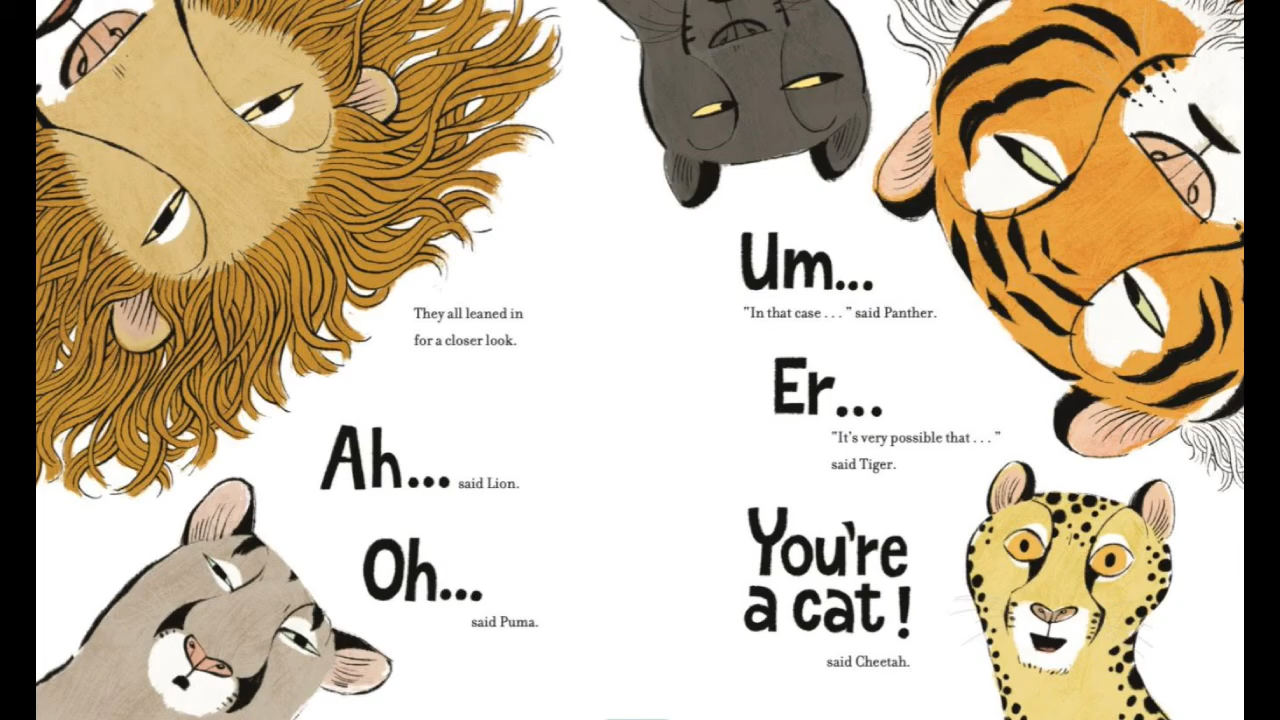 They all leaned in
for a closer look.
Ah... said Lion.
Oh...
said Puma.
Um...
"In that case . . . " said Panther.
Er...
"It's very possible that . . . "
said Tiger.
You're
a cat!
said Cheetah.